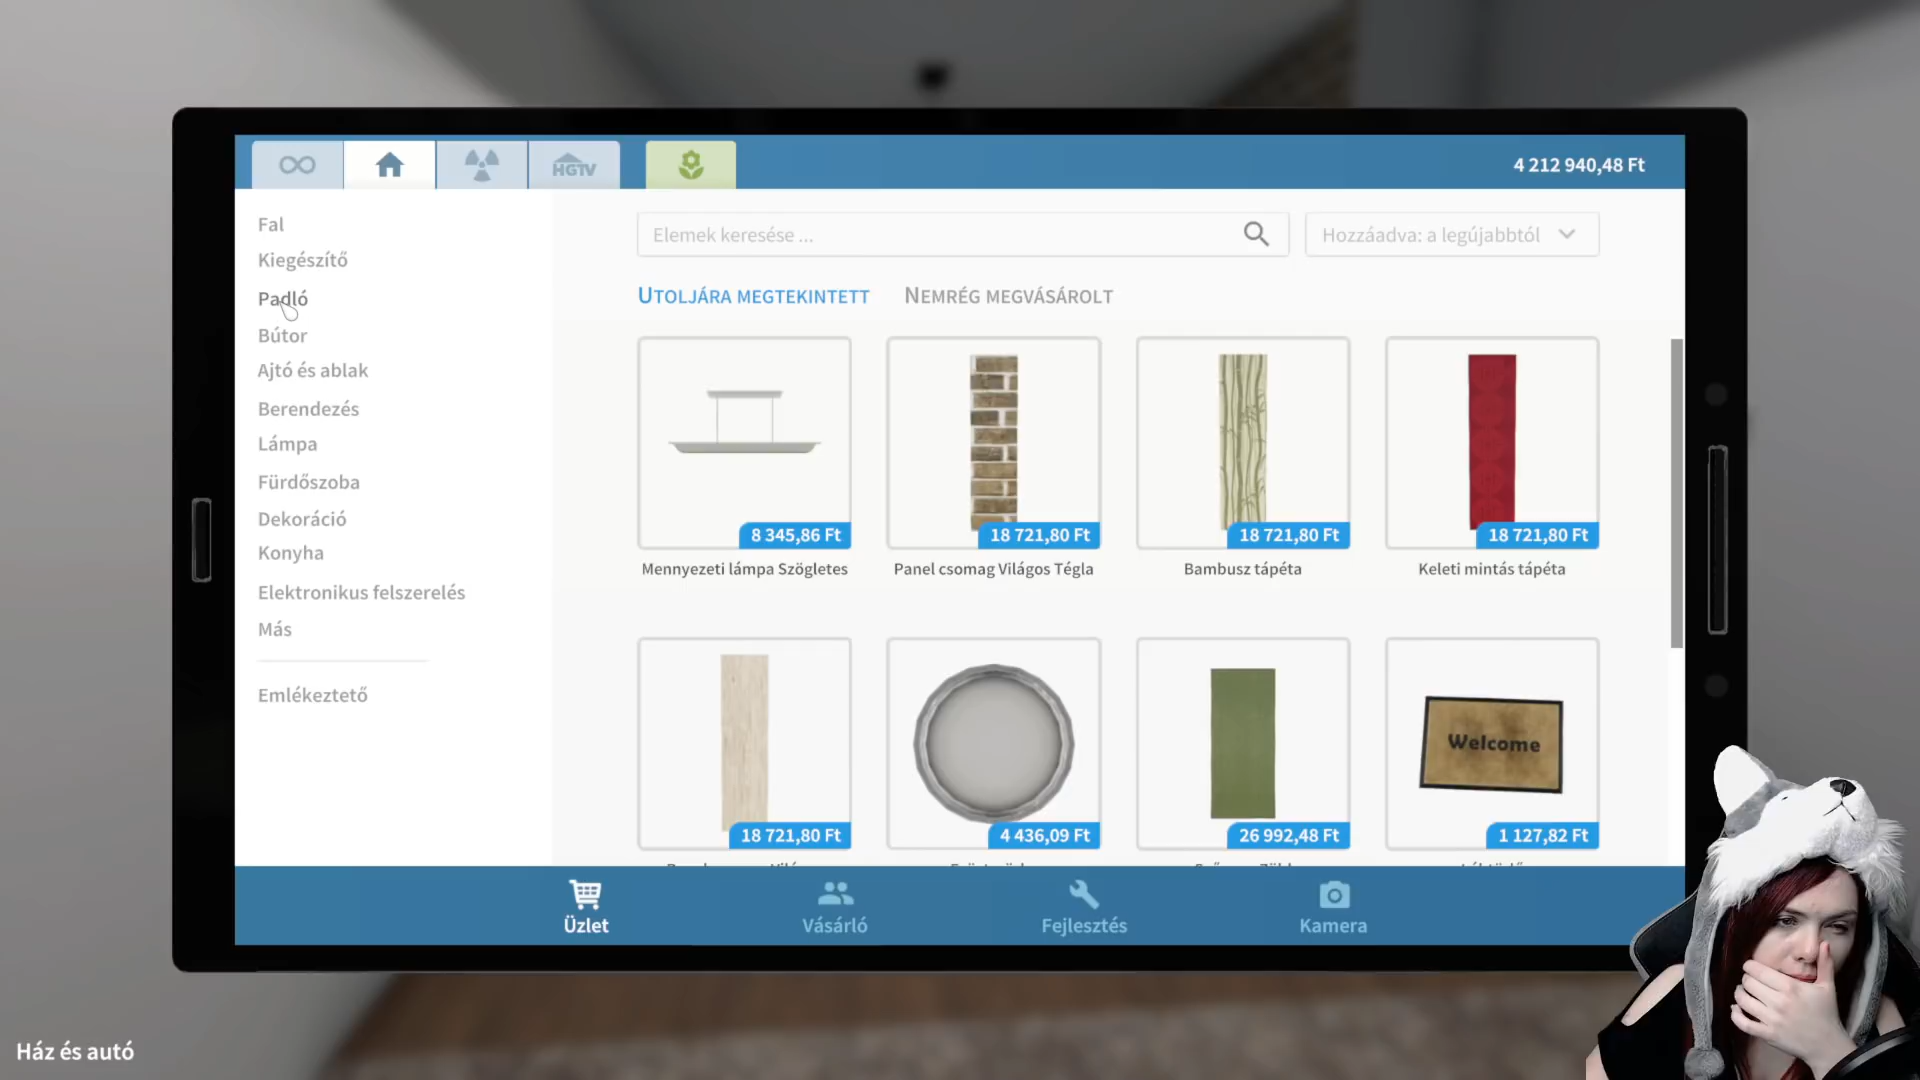 HGTV
4 212 940,48 Ft
Fal
Kiegészítő
Padló
Bútor
Ajtó és ablak
Berendezés
Lámpa
Fürdőszoba
Dekoráció
Konyha
Elektronikus felszerelés
Más
Emlékeztető
Elemek keresése ...
Hozzáadva: a legújabbtól
UTOLJÁRA MEGTEKINTETT
NEMRÉG MEGVÁSÁROLT
8 345,86 Ft
18 721,80 Ft
18 721,80 Ft
18 721,80 Ft
Mennyezeti lámpa Szögletes
Panel csomag Világos Tégla
Bambusz tápéta
Keleti mintás tápéta
Welcome
18 721,80 Ft
4 436,09 Ft
26 992,48 Ft
1 127,82 Ft
Üzlet
Vásárló
Fejlesztés
Kamera
Ház és autó